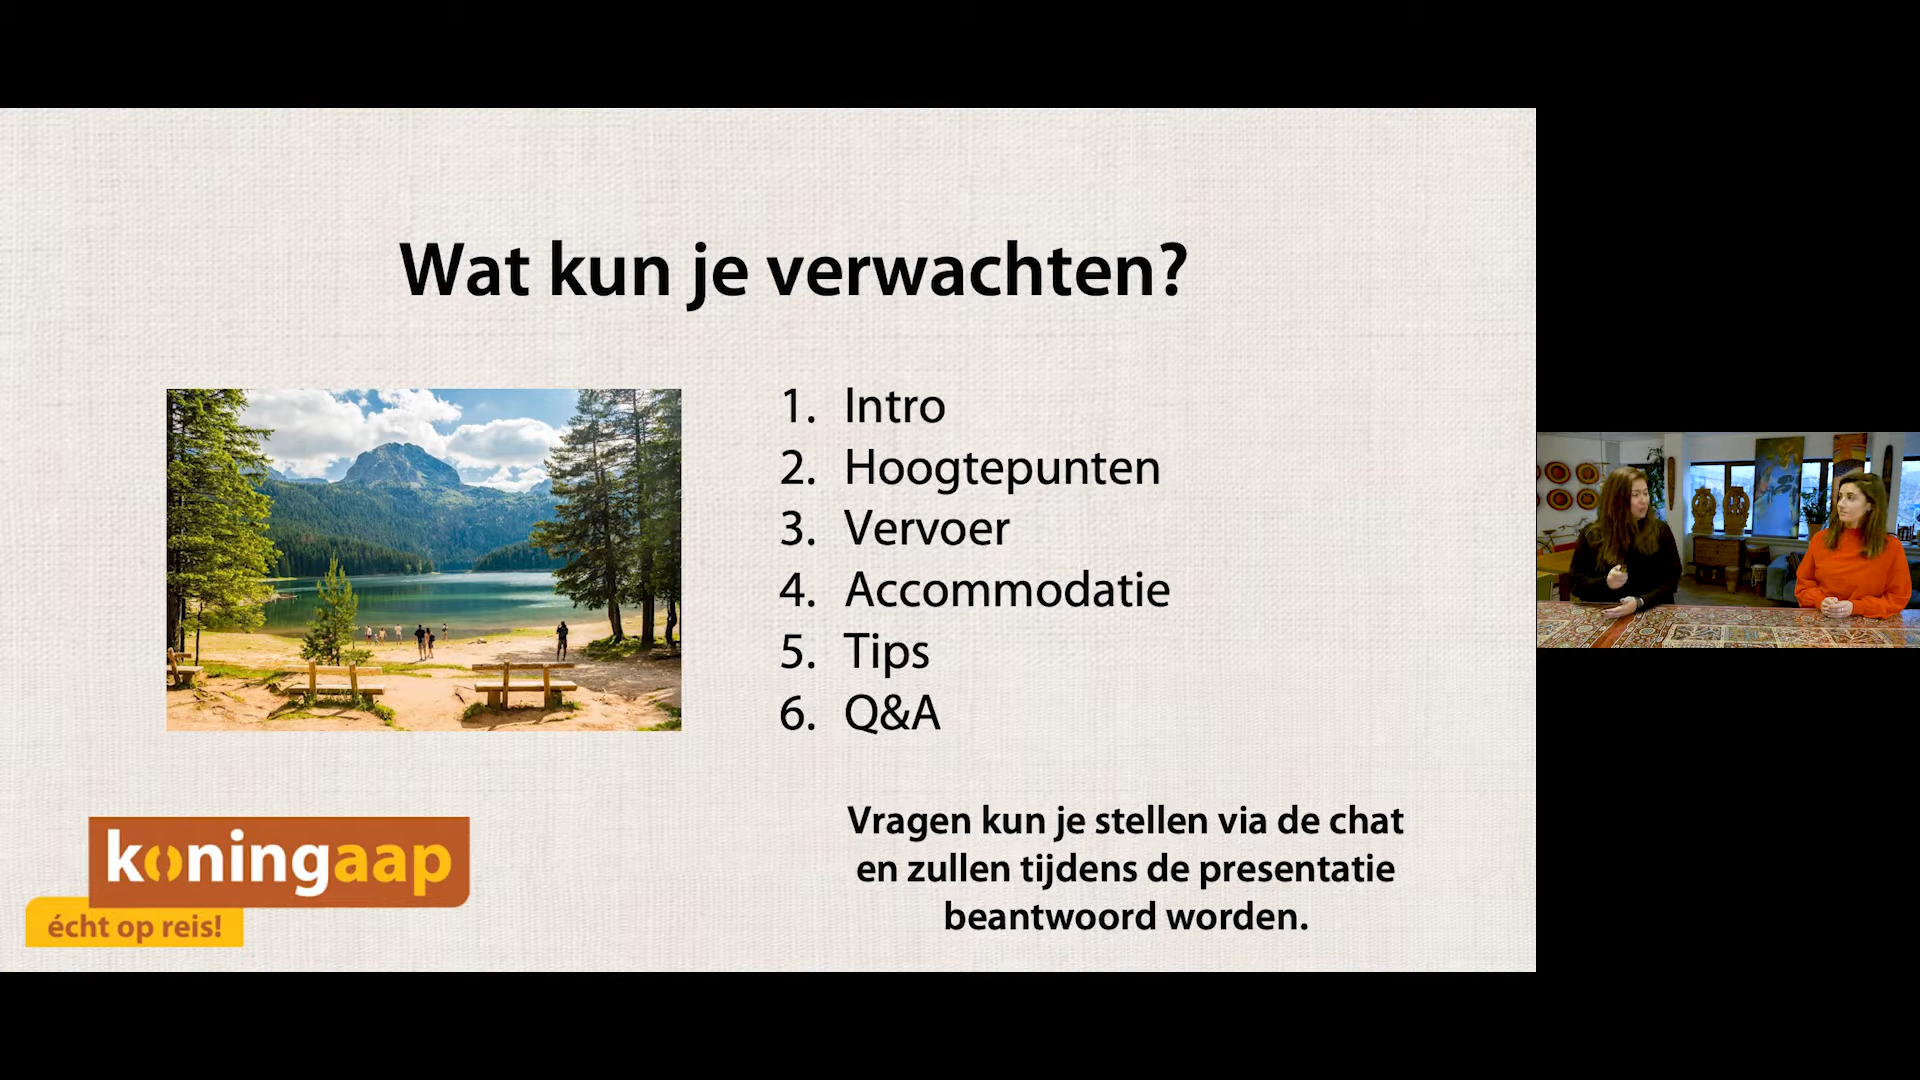 Wat kun je verwachten?
1. Intro
2. Hoogtepunten
3. Vervoer
4. Accommodatie
5. Tips
6. Q&A
Vragen kun je stellen via de chat
en zullen tijdens de presentatie
beantwoord worden.
koningaap
écht op reis!